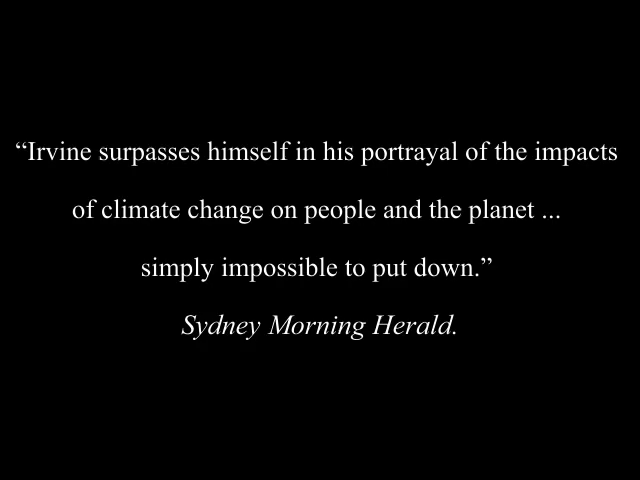 “Irvine surpasses himself in his portrayal of the impacts
of climate change on people and the planet ...
simply impossible to put down.”
Sydney Morning Herald.